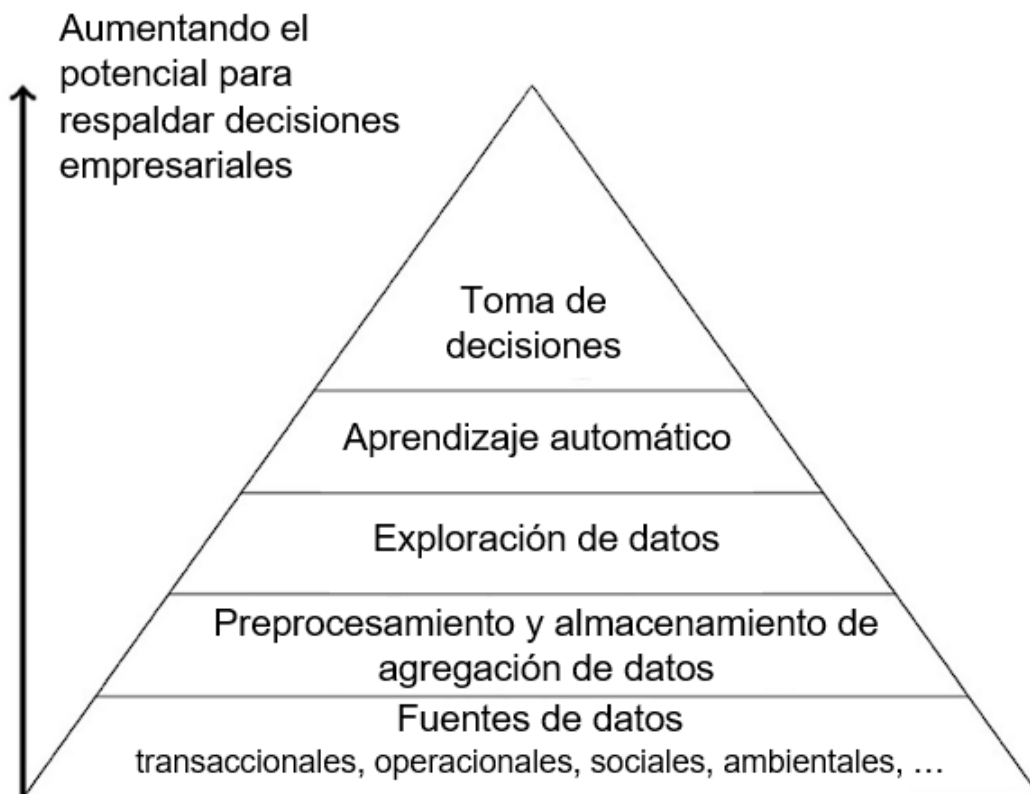 Aumentando el
potencial para
respaldar decisiones
empresariales
Toma de
decisiones
Aprendizaje automático
Exploración de datos
Preprocesamiento y almacenamiento de
agregación de datos
Fuentes de datos
transaccionales, operacionales, sociales, ambientales, ...